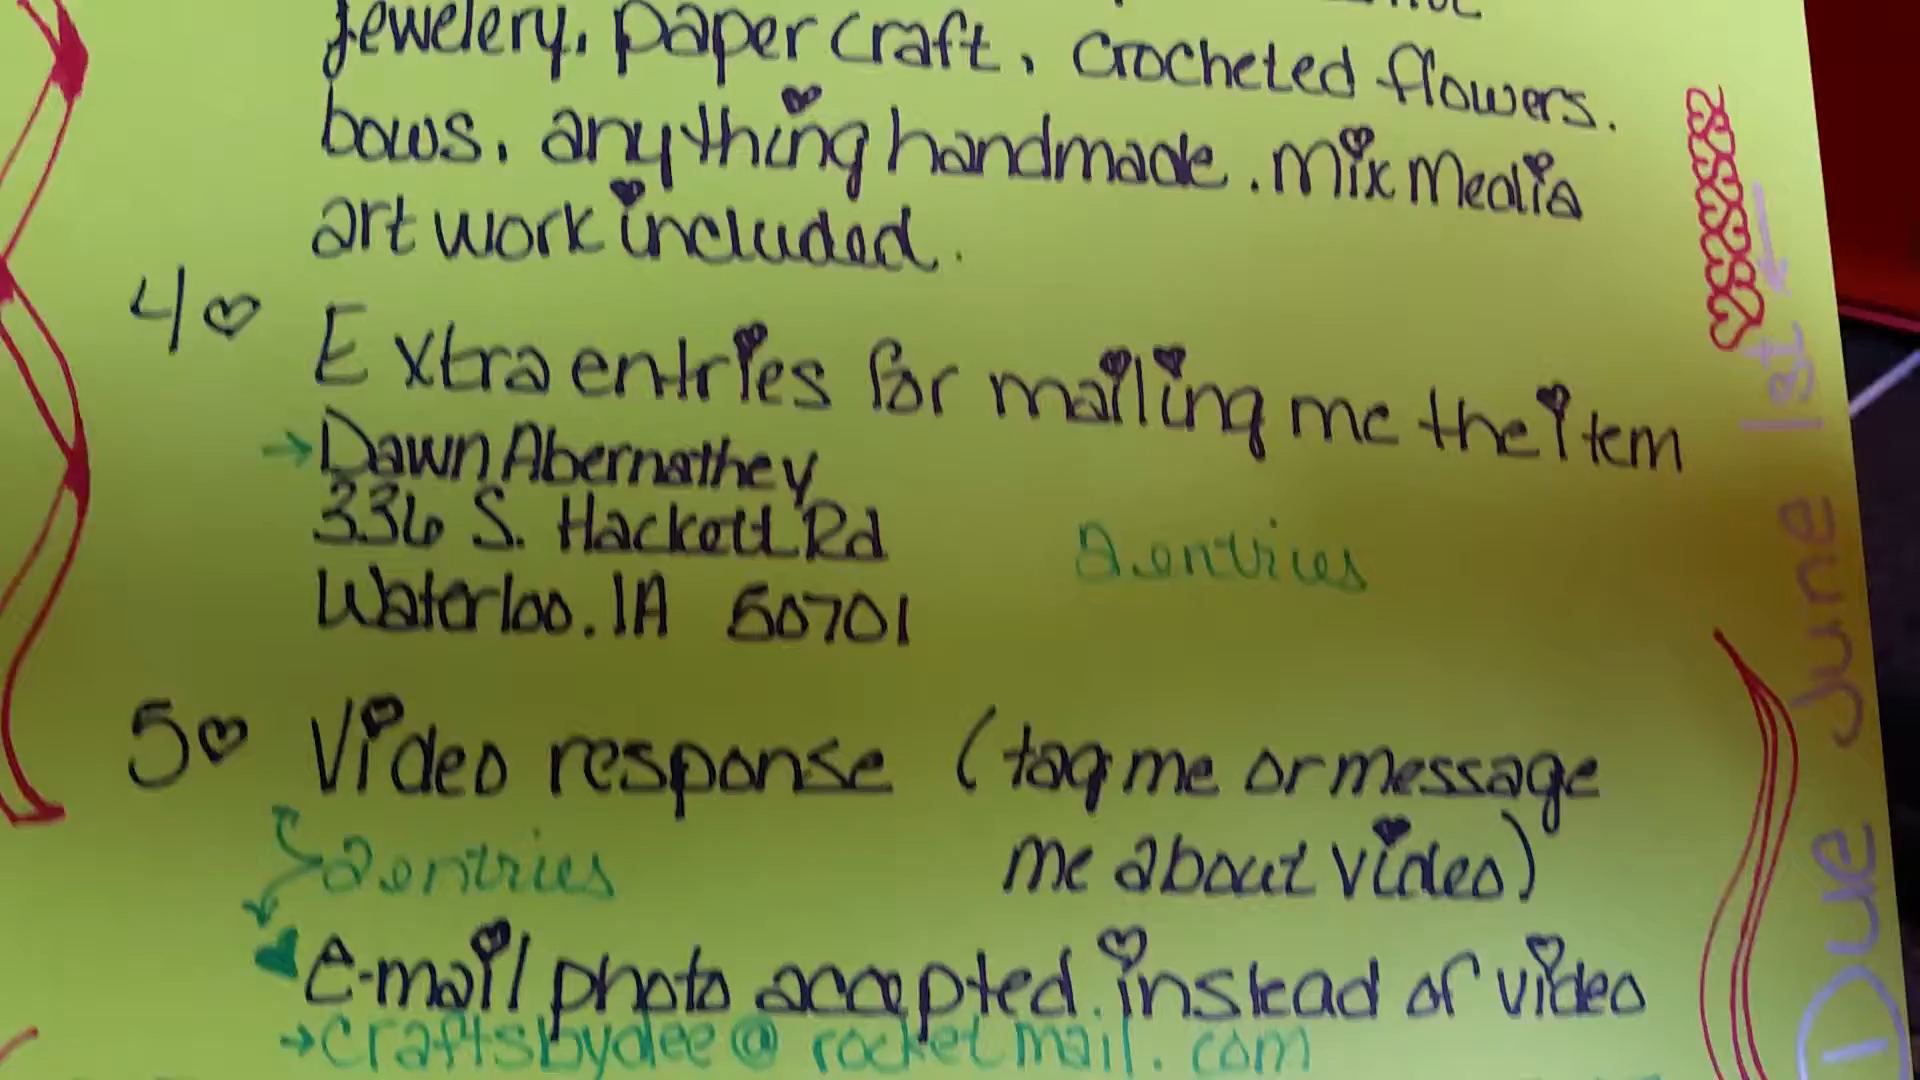 jewelery, paper craft, crocheted flowers.
bows, anything handmade. Mix Media
art work included.
4♡ Extra entries for mailing me the item
→Dawn Abernathey
336 S. Hackett Rd
Waterloo, IA 50701
2 entries
5♡ Video response (tag me or message
me about video)
2 entries
e-mail photo accepted instead of video
→craftsbydee@rocketmail.com
Due June 1st